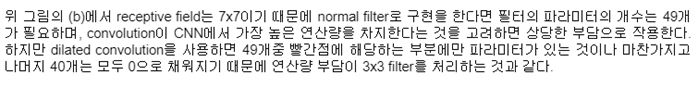 위 그림의 (b)에서 receptive field는 7x7이기 때문에 normal filter로 구현을 한다면 필터의 파라미터의 개수는 49개
가 필요하며, convolution이 CNN에서 가장 높은 연산량을 차지한다는 것을 고려하면 상당한 부담으로 작용한다.
하지만 dilated convolution을 사용하면 49개중 빨간점에 해당하는 부분에만 파라미터가 있는 것이나 마찬가지고
나머지 40개는 모두 0으로 채워지기 때문에 연산량 부담이 3x3 filter를 처리하는 것과 같다.